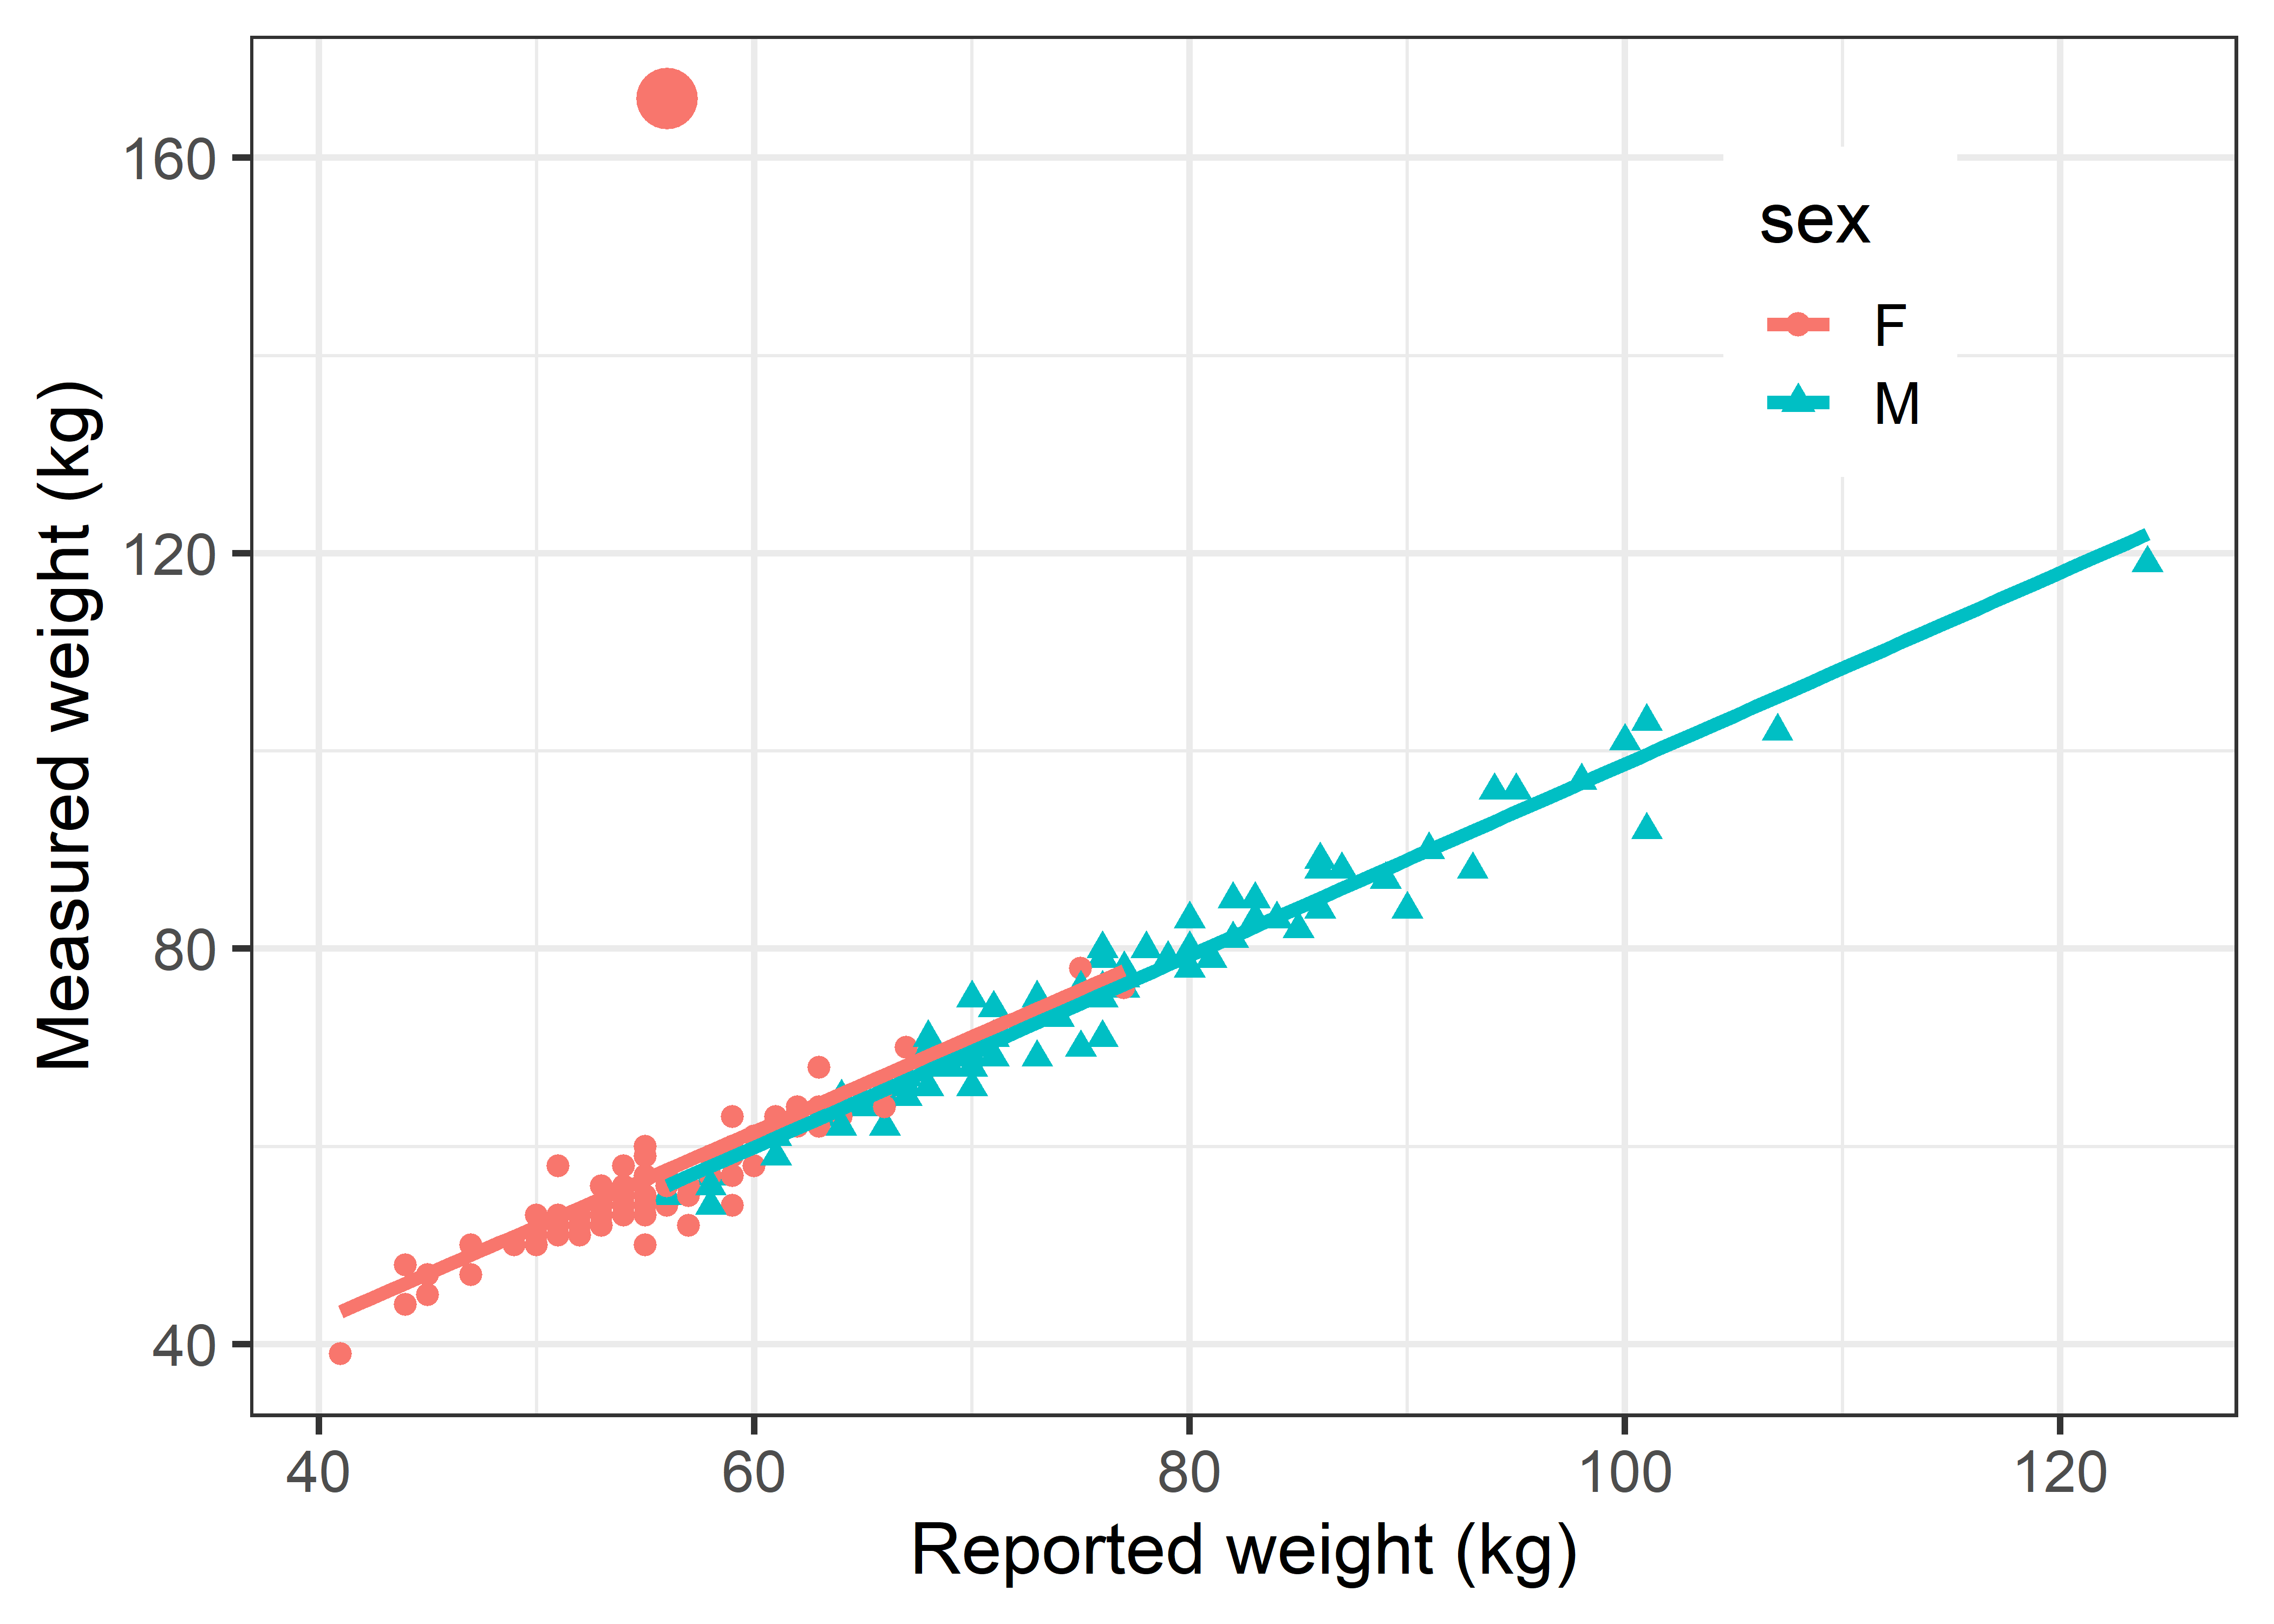 160
120
80
40
Measured weight (kg)
sex
F
M
40 60 80 100 120
Reported weight (kg)